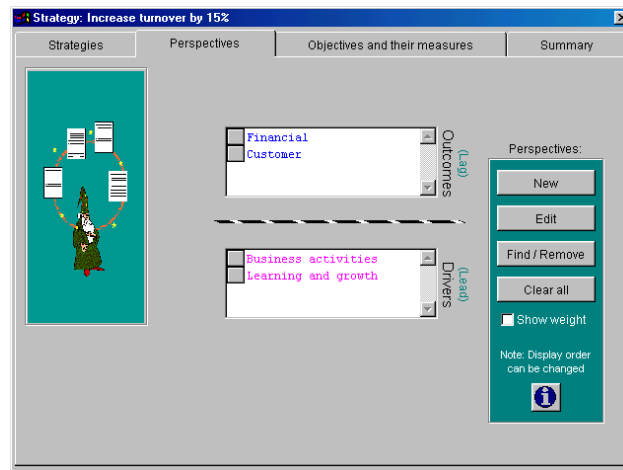 Strategy: Increase turnover by 15%
Strategies
Perspectives
Objectives and their measures
Summary
Financial
Customer
Outcomes
(Lag)
Business activities
Learning and growth
Drivers
(Lead)
Perspectives:
New
Edit
Find / Remove
Clear all
Show weight
Note: Display order
can be changed